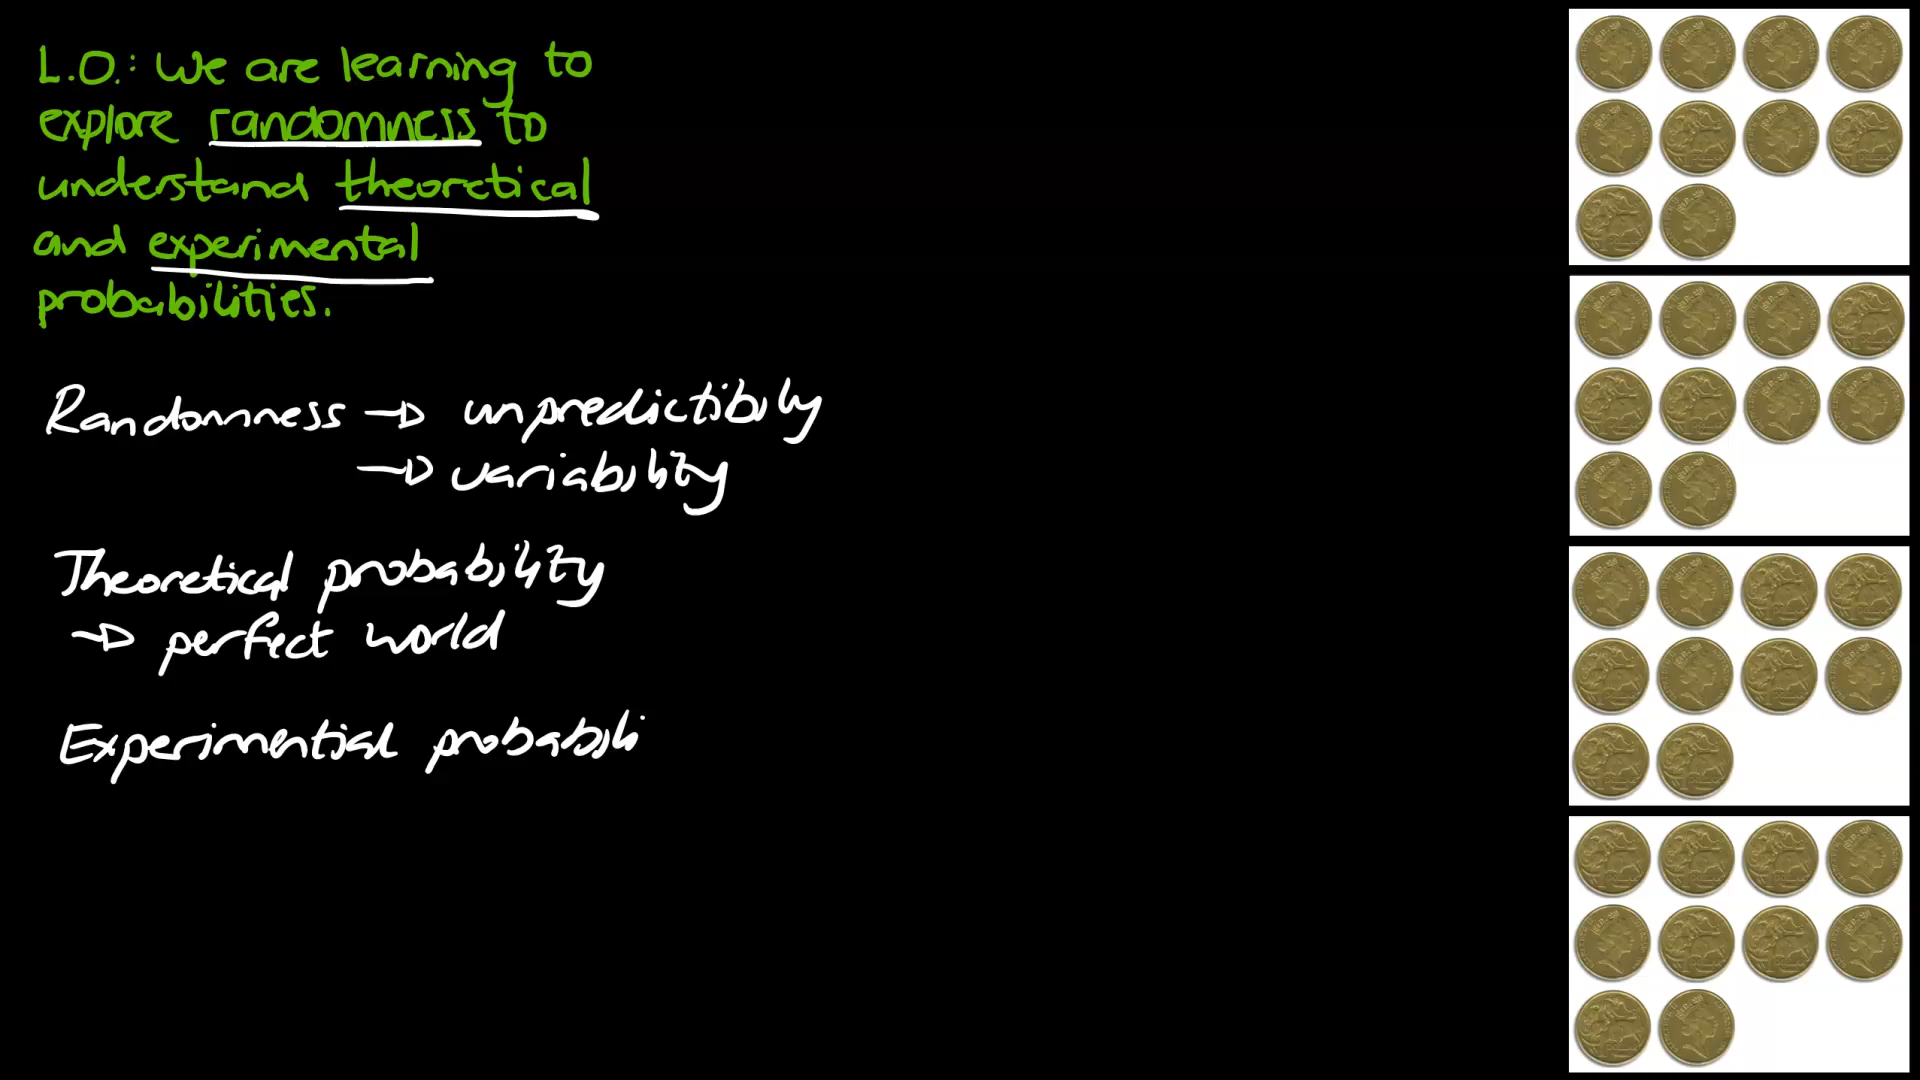 L.O.: We are learning to
explore randomness to
understand theoretical
and experimental
probabilities.
Randomness → unpredictibily
→ variability
Theoretical probability
→ perfect world
Experimential probabili